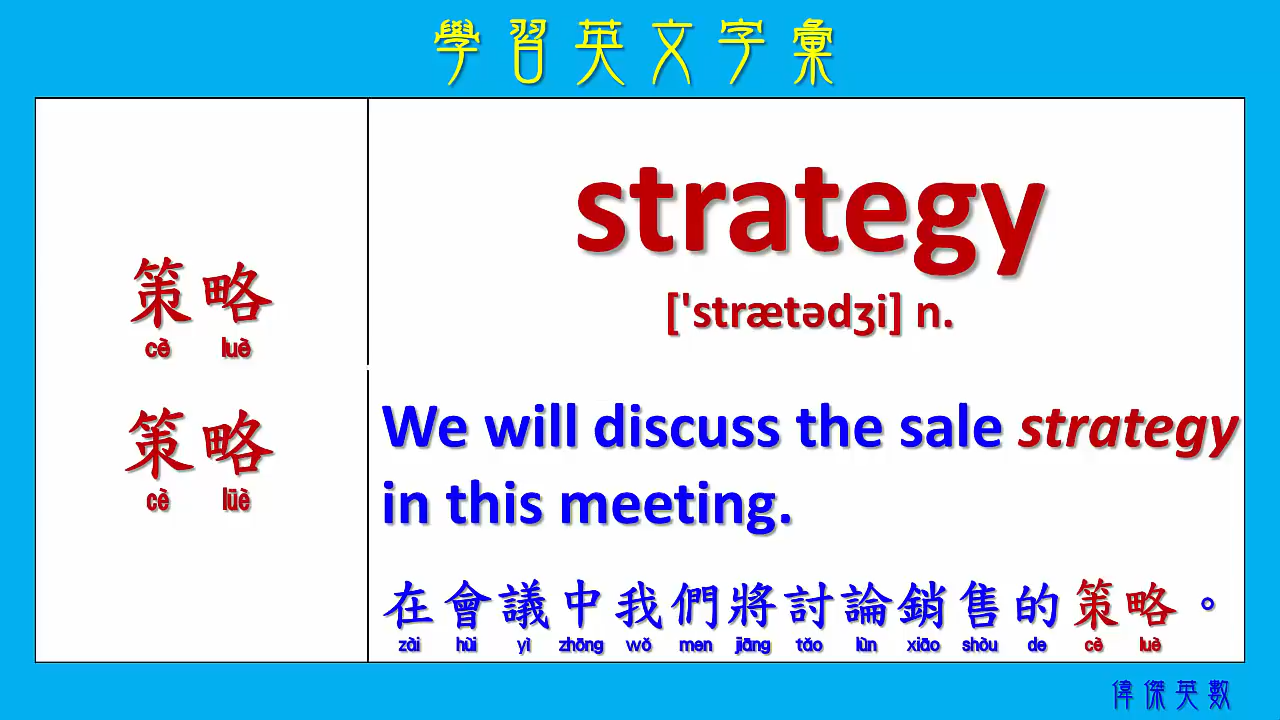 學習英文字彙
strategy
['strætədʒi] n.
策略
cè luè
策略
cè lüè
We will discuss the sale strategy
in this meeting.
在會議中我們將討論銷售的策略。
zài hùi yì zhōng wǒ men jiāng tǎo lùn xiāo shòu de cè luè
偉傑英數